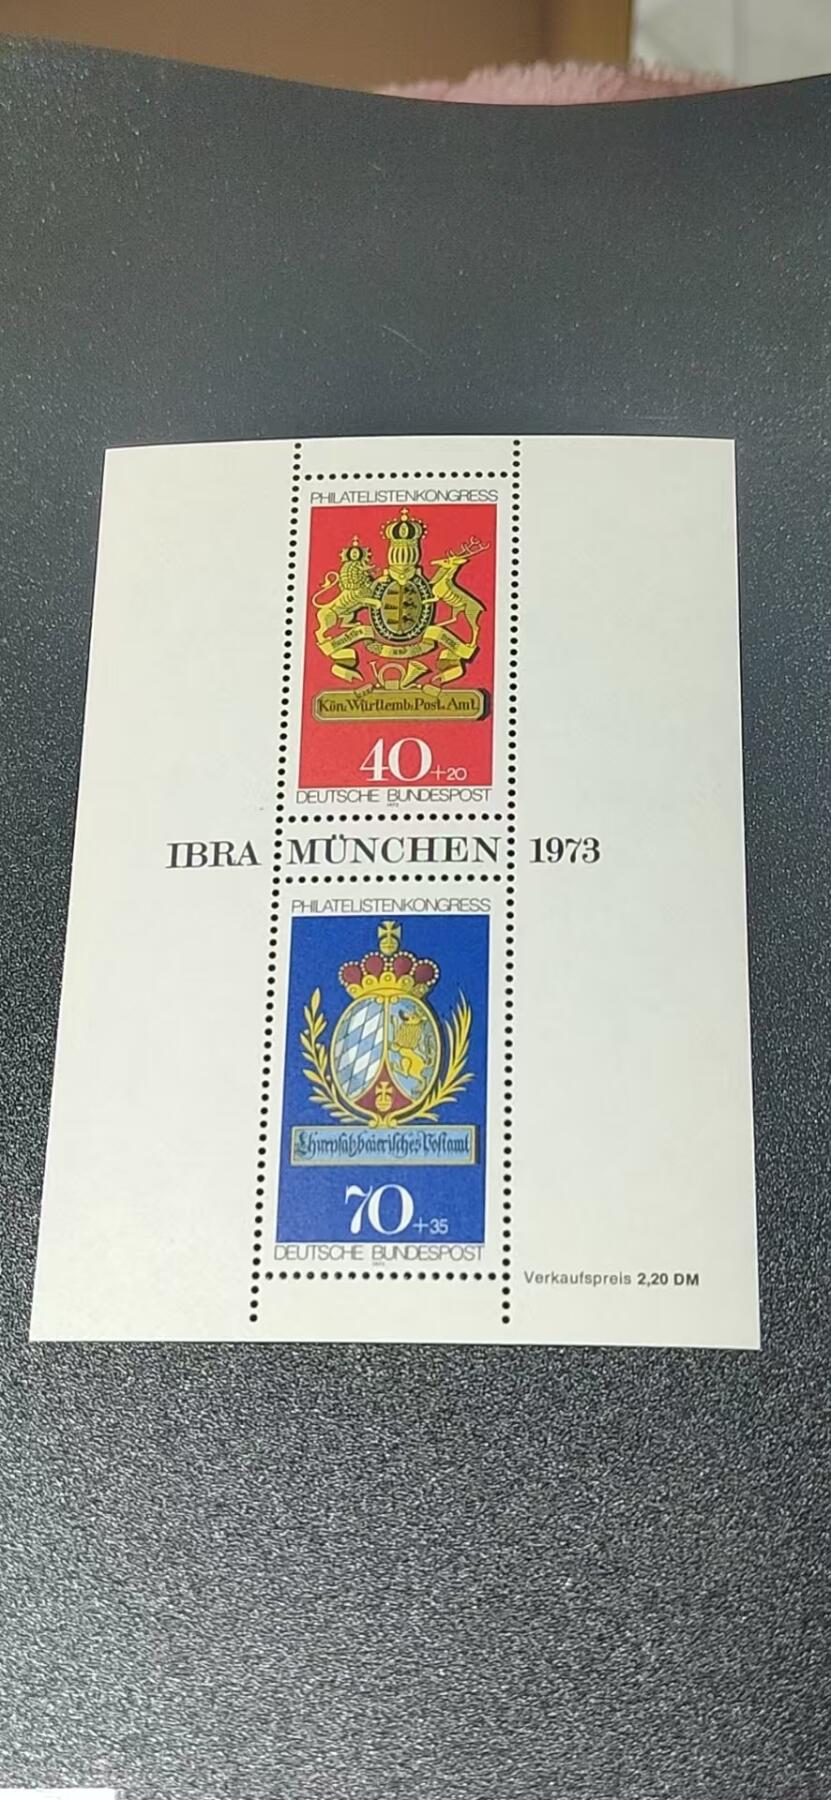 PHILATELISTENKONGRESS
Kön. Württemb. Post. Amt.
40+20
DEUTSCHE BUNDESPOST
IBRA MÜNCHEN 1973
PHILATELISTENKONGRESS
Churpfalzbaierisches Postamt
70+35
DEUTSCHE BUNDESPOST
Verkaufspreis 2,20 DM